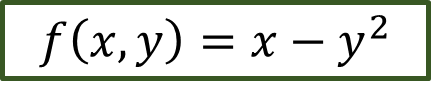 f(x, y) = x − y²